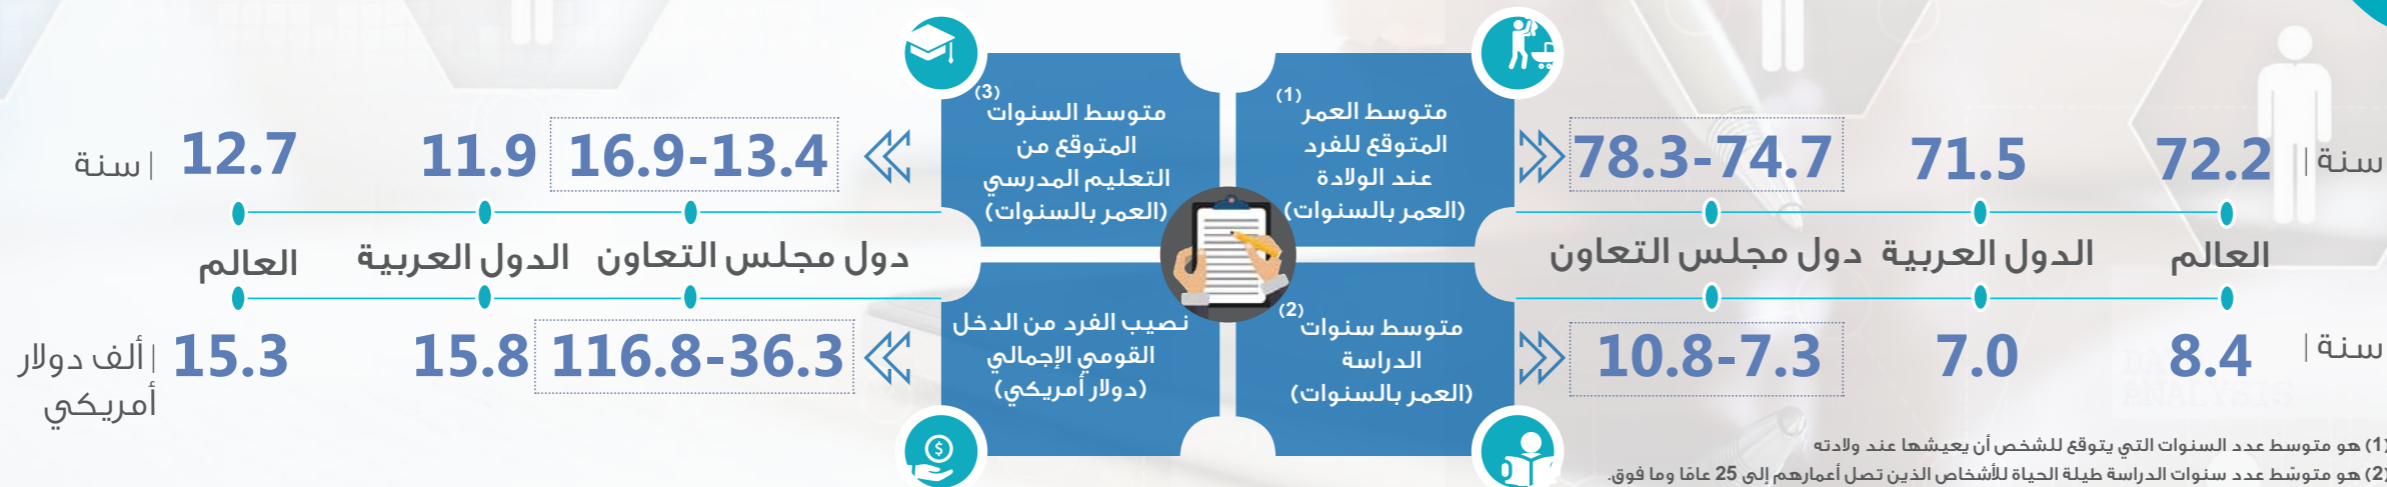 (1)
متوسط العمر
المتوقع للفرد
عند الولادة
(العمر بالسنوات)
78.3-74.7
71.5
72.2
سنة |
دول مجلس التعاون
الدول العربية
العالم
(2)
متوسط سنوات
الدراسة
(العمر بالسنوات)
10.8-7.3
7.0
8.4
سنة |
(3)
متوسط السنوات
المتوقع من
التعليم المدرسي
(العمر بالسنوات)
16.9-13.4
11.9
12.7
| سنة
دول مجلس التعاون
الدول العربية
العالم
نصيب الفرد من الدخل
القومي الإجمالي
(دولار أمريكي)
116.8-36.3
15.8
15.3
| ألف دولار
أمريكي
DATA
ANALYSIS
(1) هو متوسط عدد السنوات التي يتوقع للشخص أن يعيشها عند ولادته
(2) هو متوسّط عدد سنوات الدراسة طيلة الحياة للأشخاص الذين تصل أعمارهم إلى 25 عامًا وما فوق.